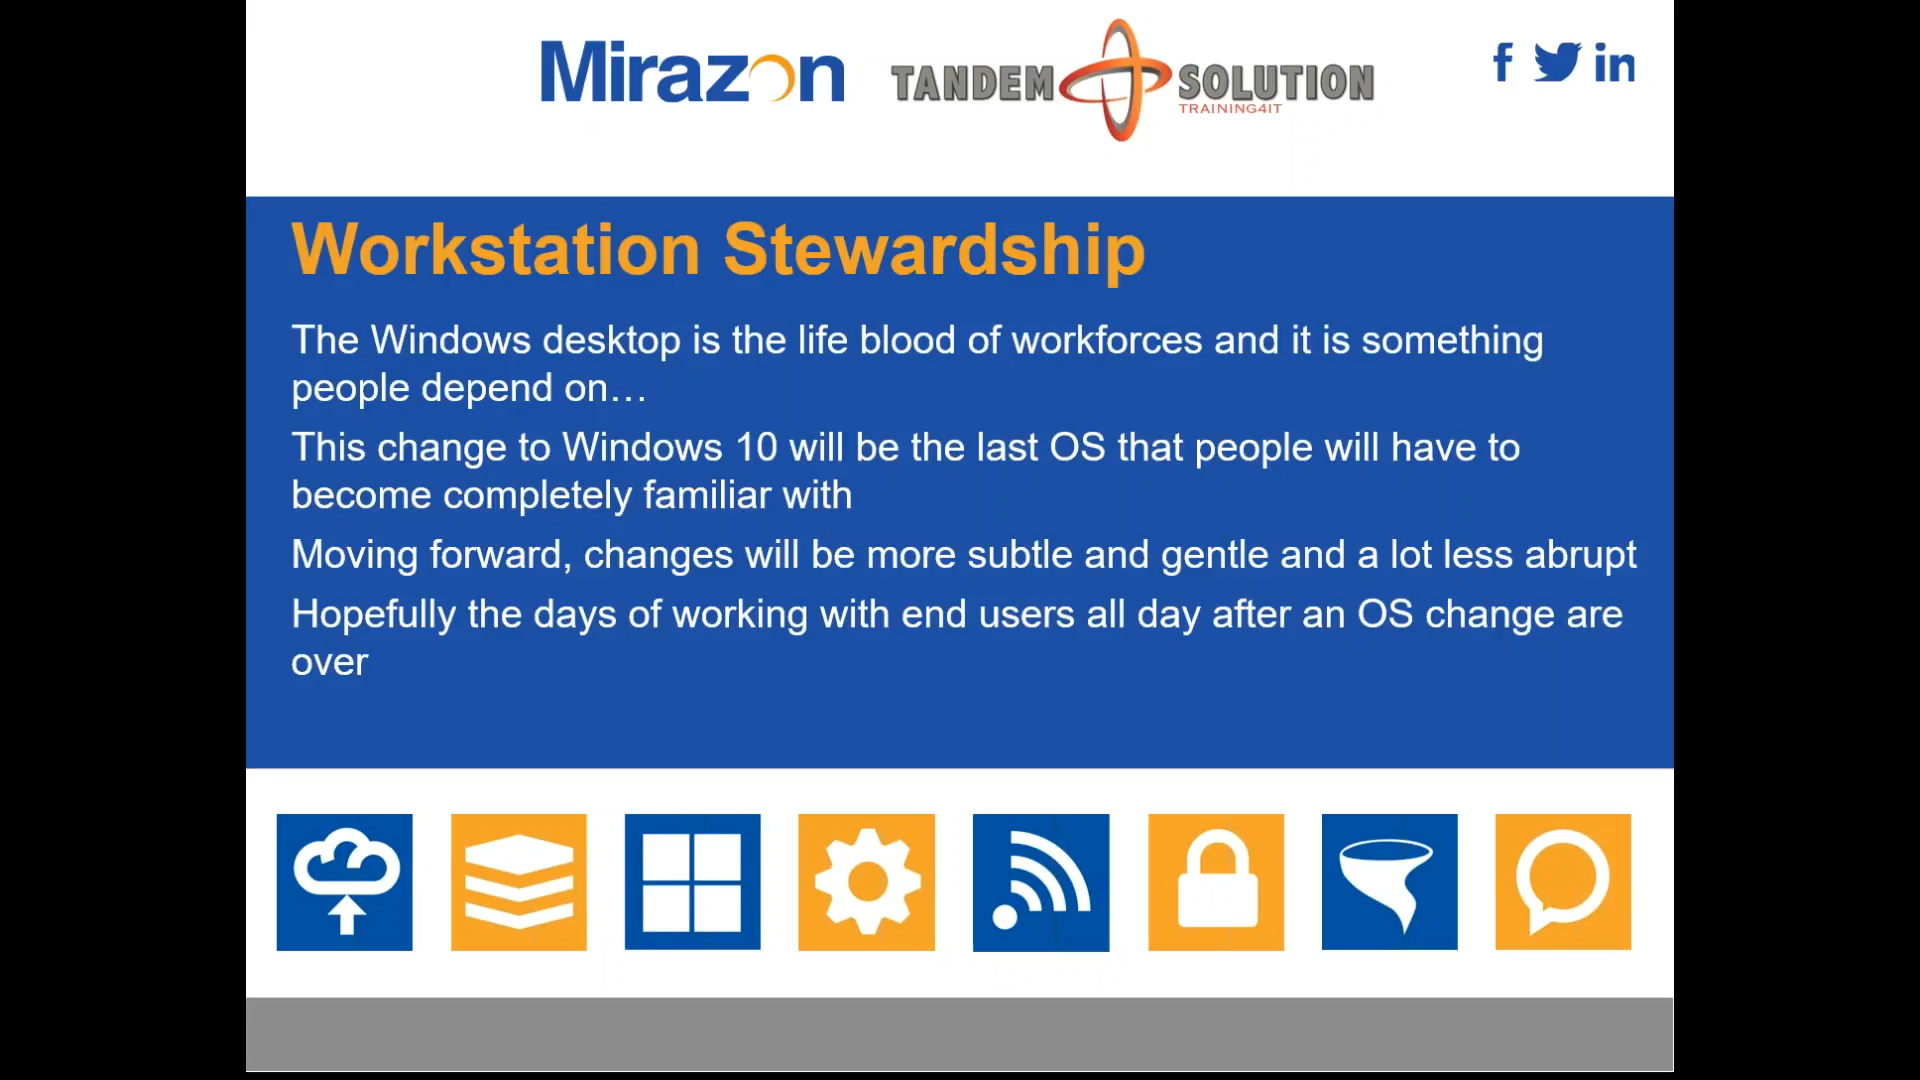 Mirazon
TANDEM SOLUTION
TRAINING4IT
f in
Workstation Stewardship
The Windows desktop is the life blood of workforces and it is something
people depend on…
This change to Windows 10 will be the last OS that people will have to
become completely familiar with
Moving forward, changes will be more subtle and gentle and a lot less abrupt
Hopefully the days of working with end users all day after an OS change are
over